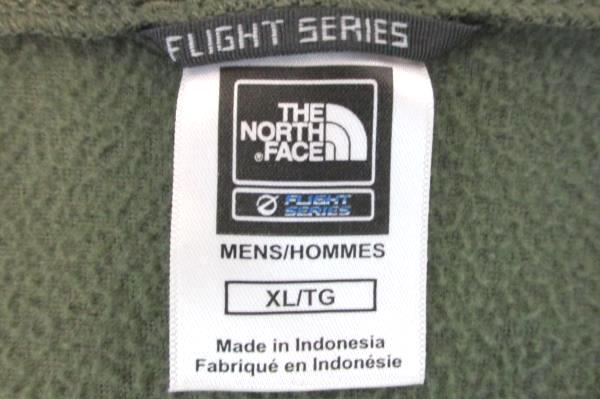 FLIGHT SERIES
THE
NORTH
FACE
FLIGHT
SERIES
MENS/HOMMES
XL/TG
Made in Indonesia
Fabriqué en Indonésie